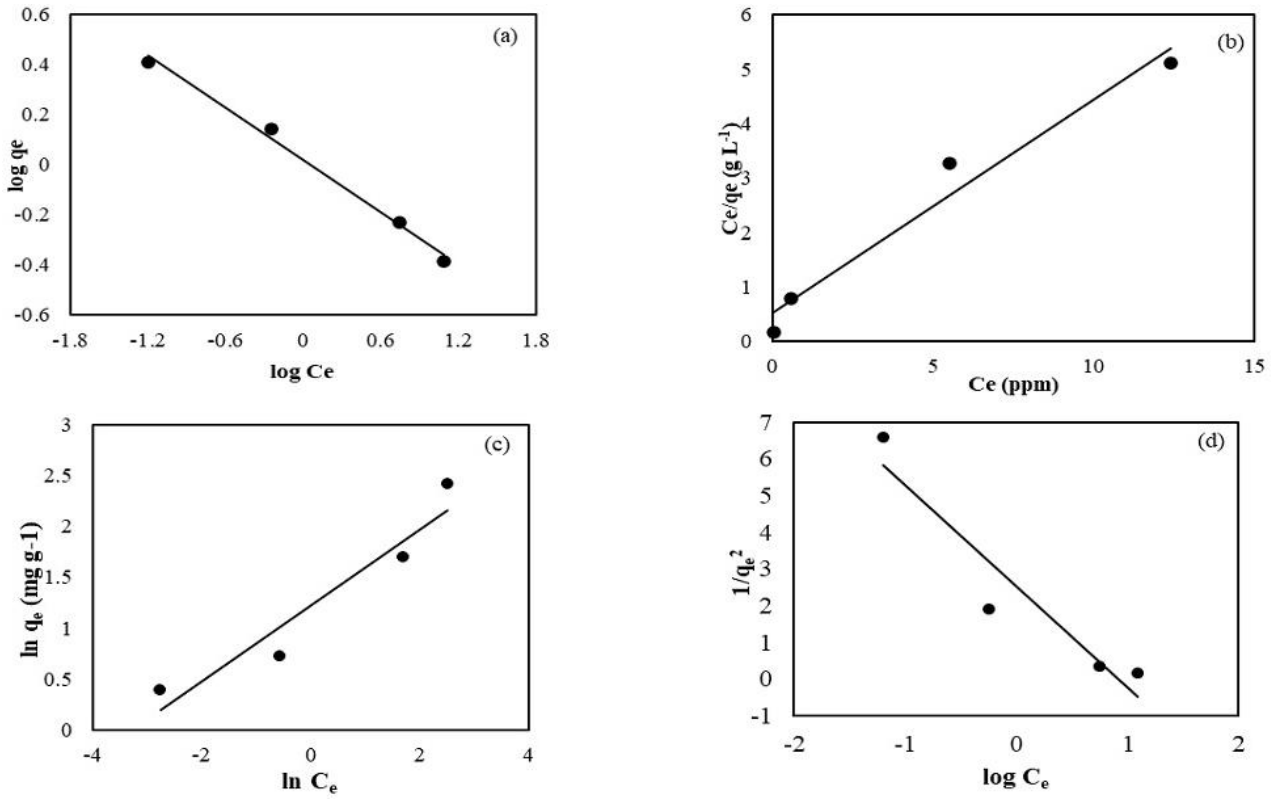 (a)
0.6
0.4
0.2
0
-0.2
-0.4
-0.6
log qe
-1.8 -1.2 -0.6 0 0.6 1.2 1.8
log Ce
(b)
6
5
4
3
2
1
0
Ce/qe (g L-1)
0 5 10 15
Ce (ppm)
(c)
3
2.5
2
1.5
1
0.5
0
ln qe (mg g-1)
-4 -2 0 2 4
ln Ce
(d)
7
6
5
4
3
2
1
0
-1
1/qe2
-2 -1 0 1 2
log Ce